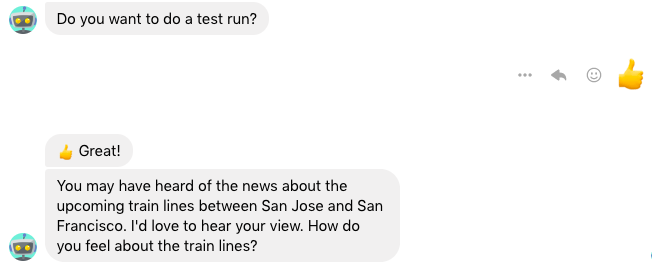 Do you want to do a test run?
👍 Great!
You may have heard of the news about the
upcoming train lines between San Jose and San
Francisco. I'd love to hear your view. How do
you feel about the train lines?